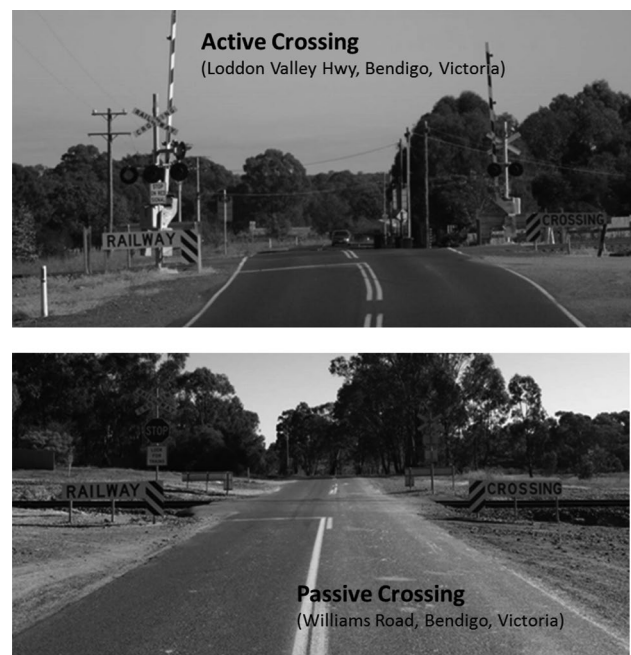 Active Crossing
(Loddon Valley Hwy, Bendigo, Victoria)
RAILWAY
CROSSING
STOP
RAILWAY
CROSSING
Passive Crossing
(Williams Road, Bendigo, Victoria)